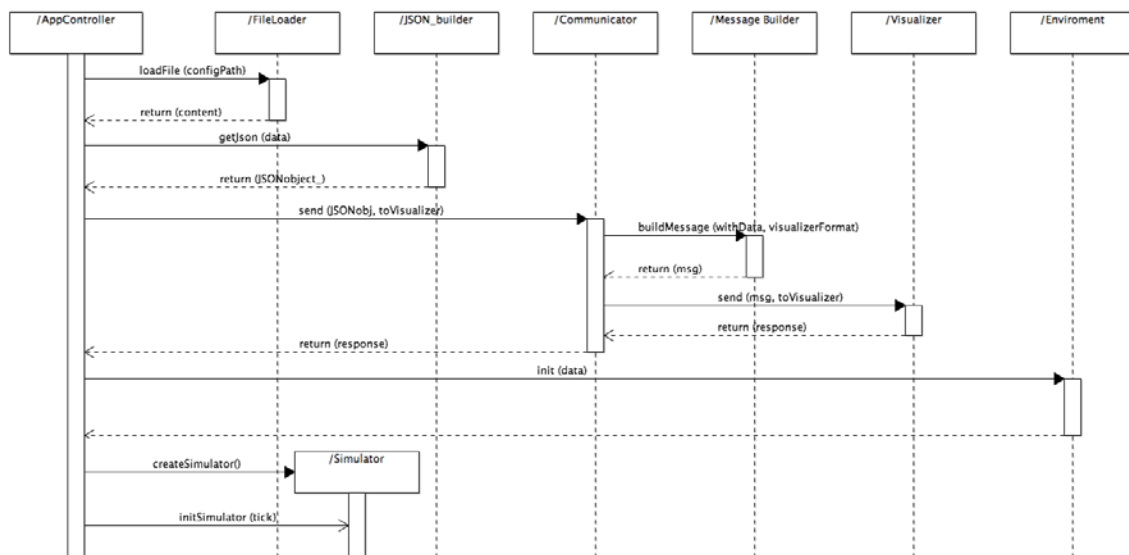 /AppController
/FileLoader
/JSON_builder
/Communicator
/Message Builder
/Visualizer
/Enviroment
loadFile (configPath)
return (content)
getJson (data)
return (JSONobject_)
send (JSONobj, toVisualizer)
buildMessage (withData, visualizerFormat)
return (msg)
send (msg, toVisualizer)
return (response)
return (response)
init (data)
/Simulator
createSimulator()
initSimulator (tick)